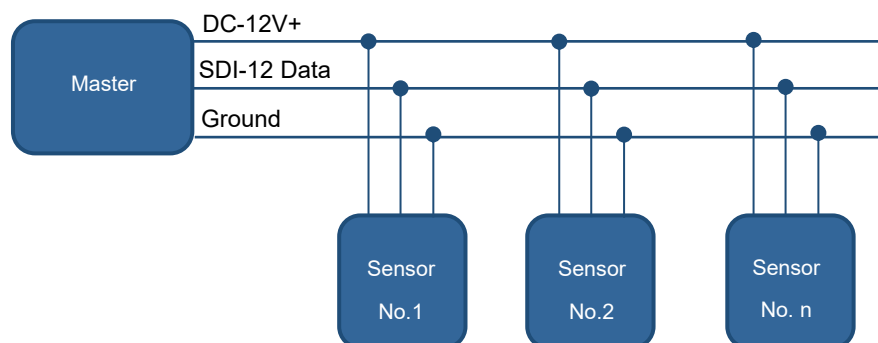 DC-12V+
Master
SDI-12 Data
Ground
Sensor
No.1
Sensor
No.2
Sensor
No. n